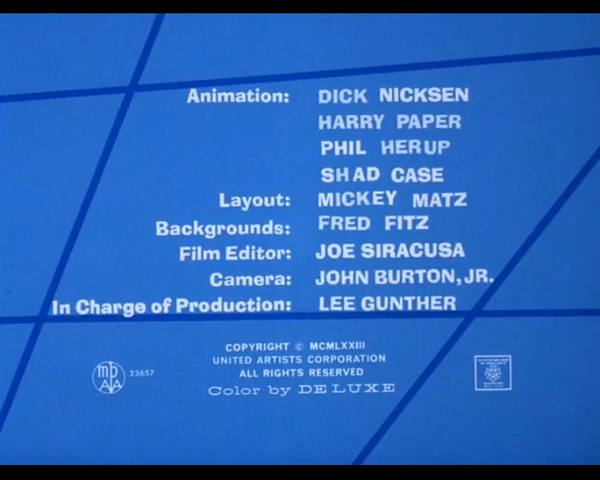 Animation: DICK NICKSEN
HARRY PAPER
PHIL HERUP
SHAD CASE
Layout: MICKEY MATZ
Backgrounds: FRED FITZ
Film Editor: JOE SIRACUSA
Camera: JOHN BURTON, JR.
In Charge of Production: LEE GUNTHER
COPYRIGHT © MCMLXXIII
UNITED ARTISTS CORPORATION
ALL RIGHTS RESERVED
Color by DE LUXE
mpAA 23657